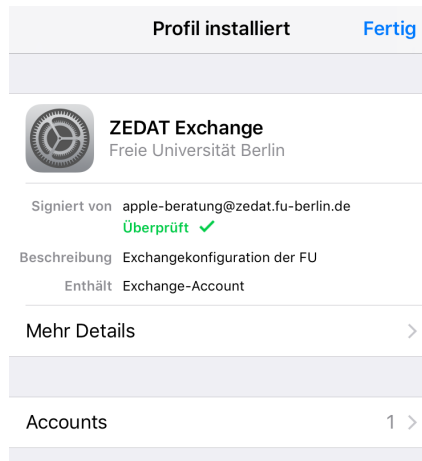 Profil installiert Fertig
ZEDAT Exchange
Freie Universität Berlin
Signiert von apple-beratung@zedat.fu-berlin.de
Überprüft ✓
Beschreibung Exchangekonfiguration der FU
Enthält Exchange-Account
Mehr Details
Accounts 1